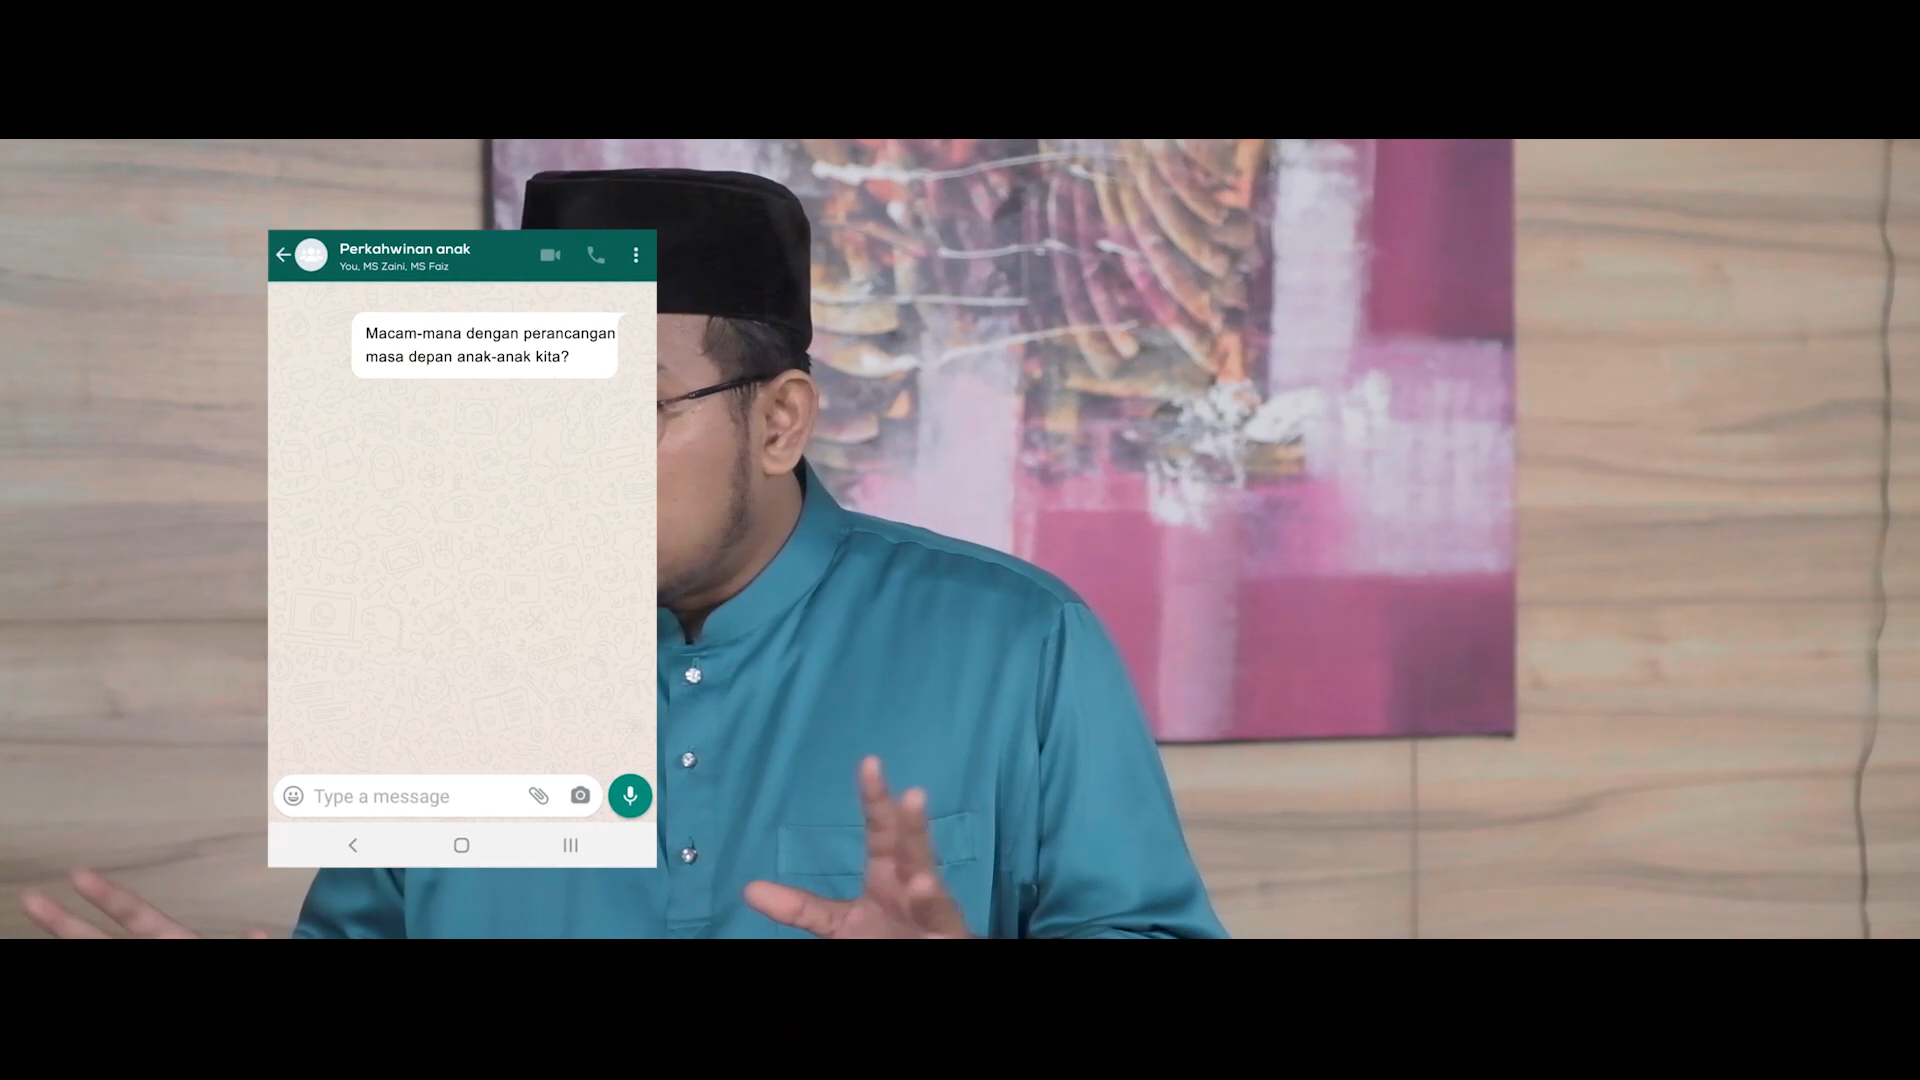 Perkahwinan anak
You, MS Zaini, MS Faiz
Macam-mana dengan perancangan
masa depan anak-anak kita?
Type a message